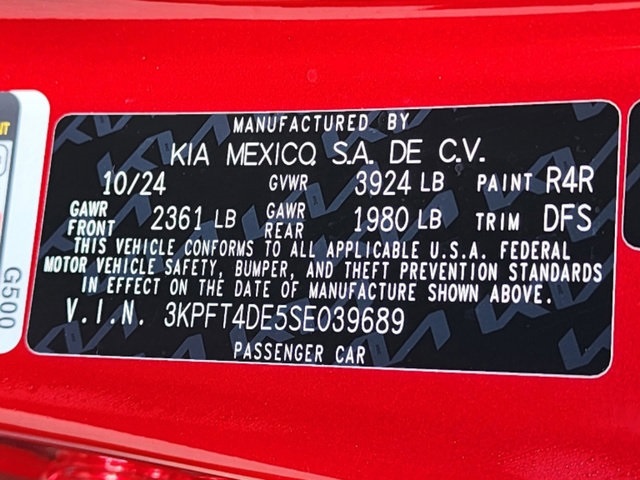 MANUFACTURED BY
KIA MEXICO, S.A. DE C.V.
10/24 GVWR 3924 LB PAINT R4R
GAWR FRONT 2361 LB GAWR REAR 1980 LB TRIM DFS
THIS VEHICLE CONFORMS TO ALL APPLICABLE U.S.A. FEDERAL
MOTOR VEHICLE SAFETY, BUMPER, AND THEFT PREVENTION STANDARDS
IN EFFECT ON THE DATE OF MANUFACTURE SHOWN ABOVE.
V.I.N. 3KPFT4DE5SE039689
PASSENGER CAR
G500